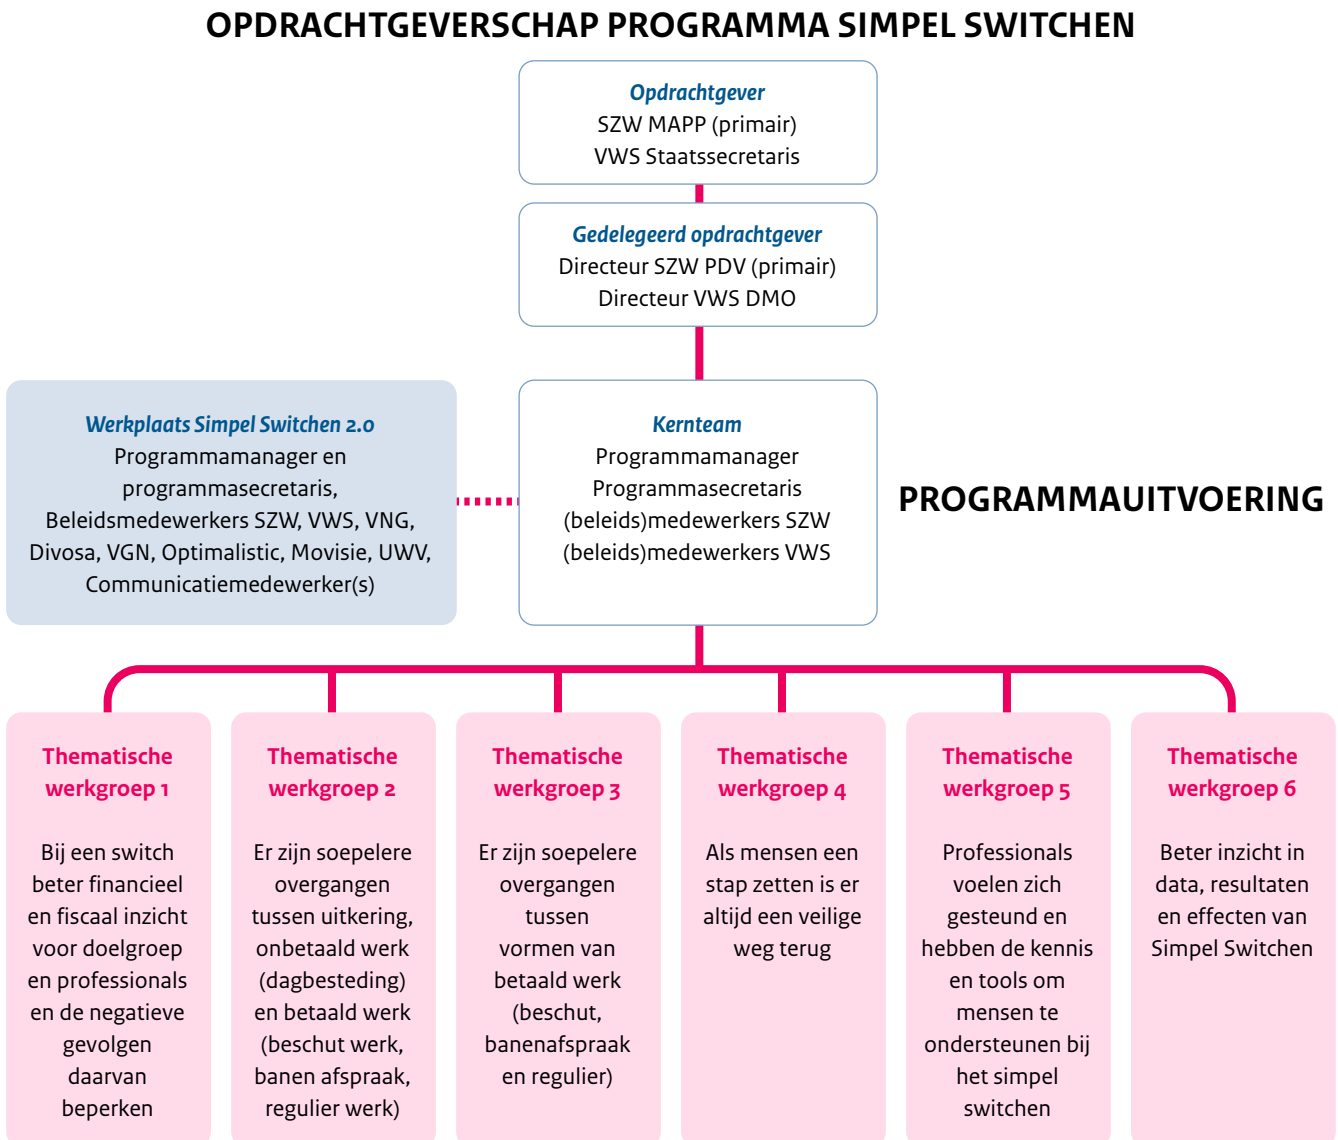 OPDRACHTGEVERSCHAP PROGRAMMA SIMPEL SWITCHEN
Opdrachtgever
SZW MAPP (primair)
VWS Staatssecretaris
Gedelegeerd opdrachtgever
Directeur SZW PDV (primair)
Directeur VWS DMO
Werkplaats Simpel Switchen 2.0
Programmamanager en
programmasecretaris,
Beleidsmedewerkers SZW, VWS, VNG,
Divosa, VGN, Optimalistic, Movisie, UWV,
Communicatiemedewerker(s)
Kernteam
Programmamanager
Programmasecretaris
(beleids)medewerkers SZW
(beleids)medewerkers VWS
PROGRAMMAUITVOERING
Thematische
werkgroep 1
Bij een switch
beter financieel
en fiscaal inzicht
voor doelgroep
en professionals
en de negatieve
gevolgen
daarvan
beperken
Thematische
werkgroep 2
Er zijn soepelere
overgangen
tussen uitkering,
onbetaald werk
(dagbesteding)
en betaald werk
(beschut werk,
banen afspraak,
regulier werk)
Thematische
werkgroep 3
Er zijn soepelere
overgangen
tussen
vormen van
betaald werk
(beschut,
banenafspraak
en regulier)
Thematische
werkgroep 4
Als mensen een
stap zetten is er
altijd een veilige
weg terug
Thematische
werkgroep 5
Professionals
voelen zich
gesteund en
hebben de kennis
en tools om
mensen te
ondersteunen bij
het simpel
switchen
Thematische
werkgroep 6
Beter inzicht in
data, resultaten
en effecten van
Simpel Switchen